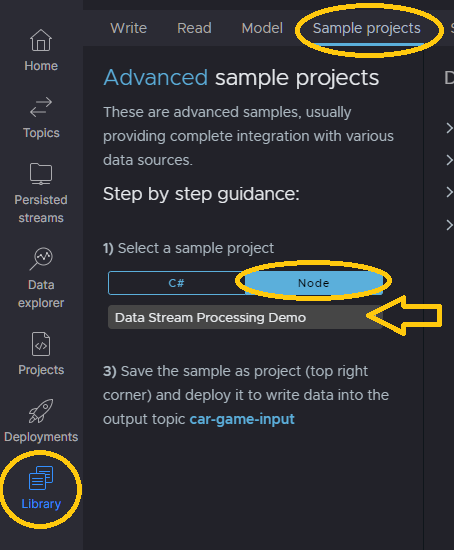 Write Read Model Sample projects S
Home
Topics
Persisted
streams
Data
explorer
Projects
Deployments
Library
Advanced sample projects
These are advanced samples, usually
providing complete integration with various
data sources.
Step by step guidance:
1) Select a sample project
C# Node
Data Stream Processing Demo
3) Save the sample as project (top right
corner) and deploy it to write data into the
output topic car-game-input
D